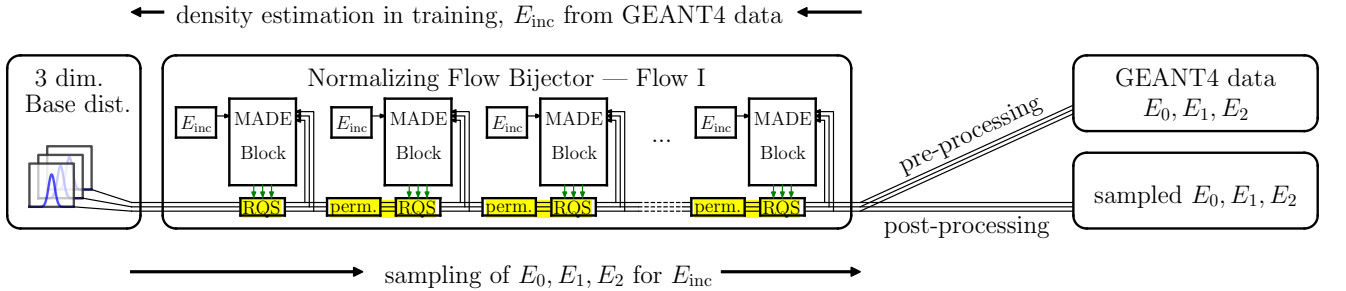 density estimation in training, E_inc from GEANT4 data
3 dim.
Base dist.
Normalizing Flow Bijector — Flow I
E_inc
MADE
Block
RQS
E_inc
MADE
Block
perm.
RQS
E_inc
MADE
Block
perm.
RQS
...
E_inc
MADE
Block
perm.
RQS
pre-processing
post-processing
GEANT4 data
E_0, E_1, E_2
sampled E_0, E_1, E_2
sampling of E_0, E_1, E_2 for E_inc